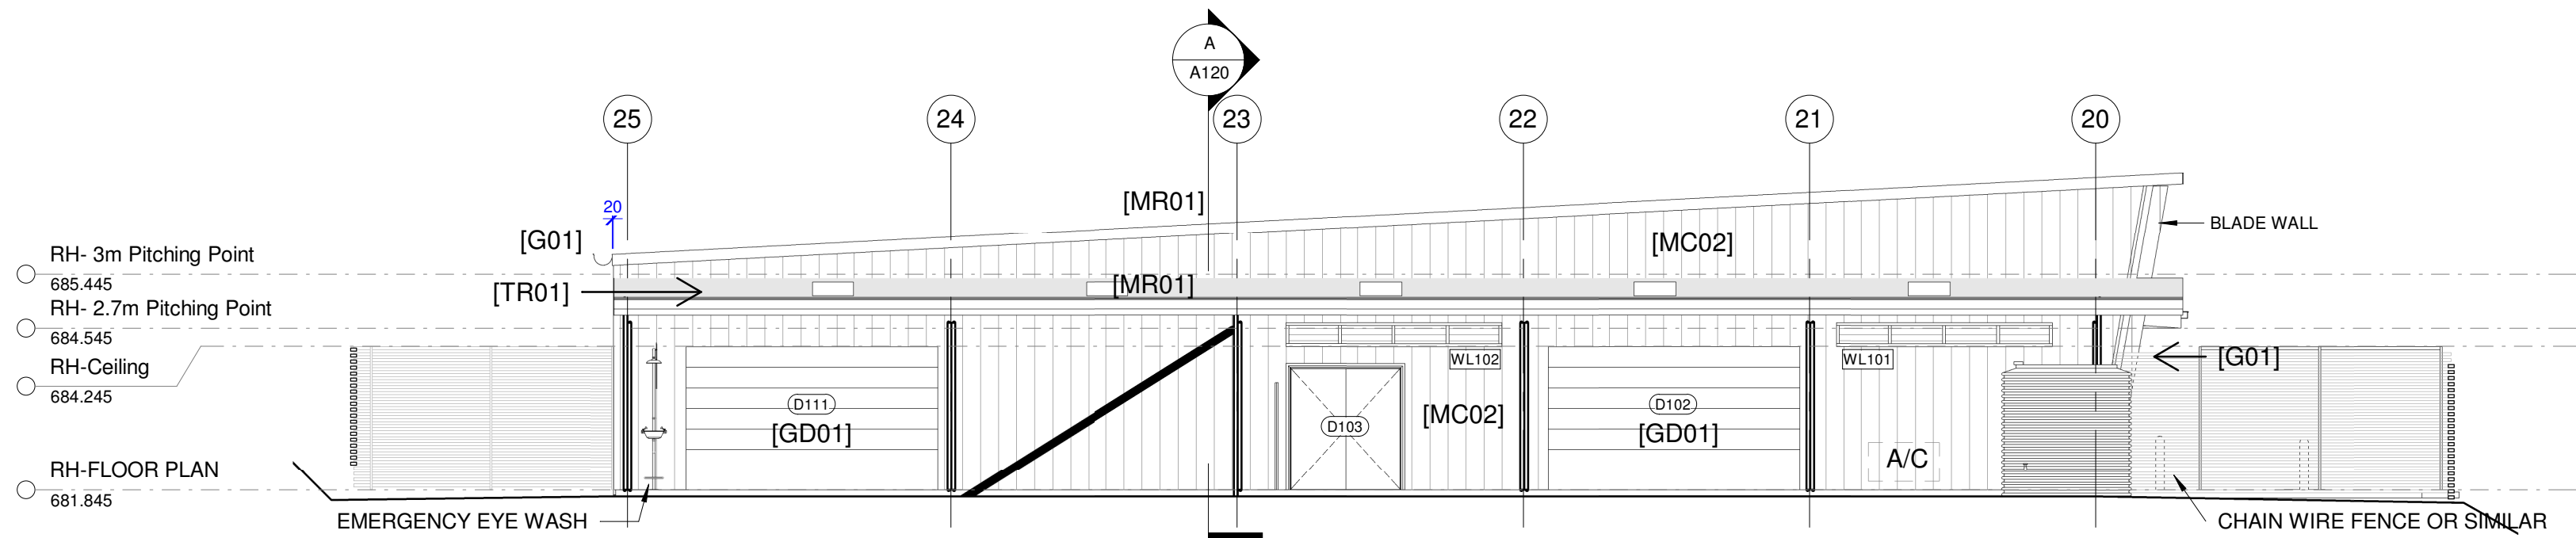 A
A120
25
24
23
22
21
20
20
[MR01]
[G01]
BLADE WALL
[MC02]
RH- 3m Pitching Point
685.445
[TR01]
[MR01]
RH- 2.7m Pitching Point
684.545
WL102
WL101
[G01]
RH-Ceiling
684.245
D111
[GD01]
D103
[MC02]
D102
[GD01]
A/C
RH-FLOOR PLAN
681.845
EMERGENCY EYE WASH
CHAIN WIRE FENCE OR SIMILAR